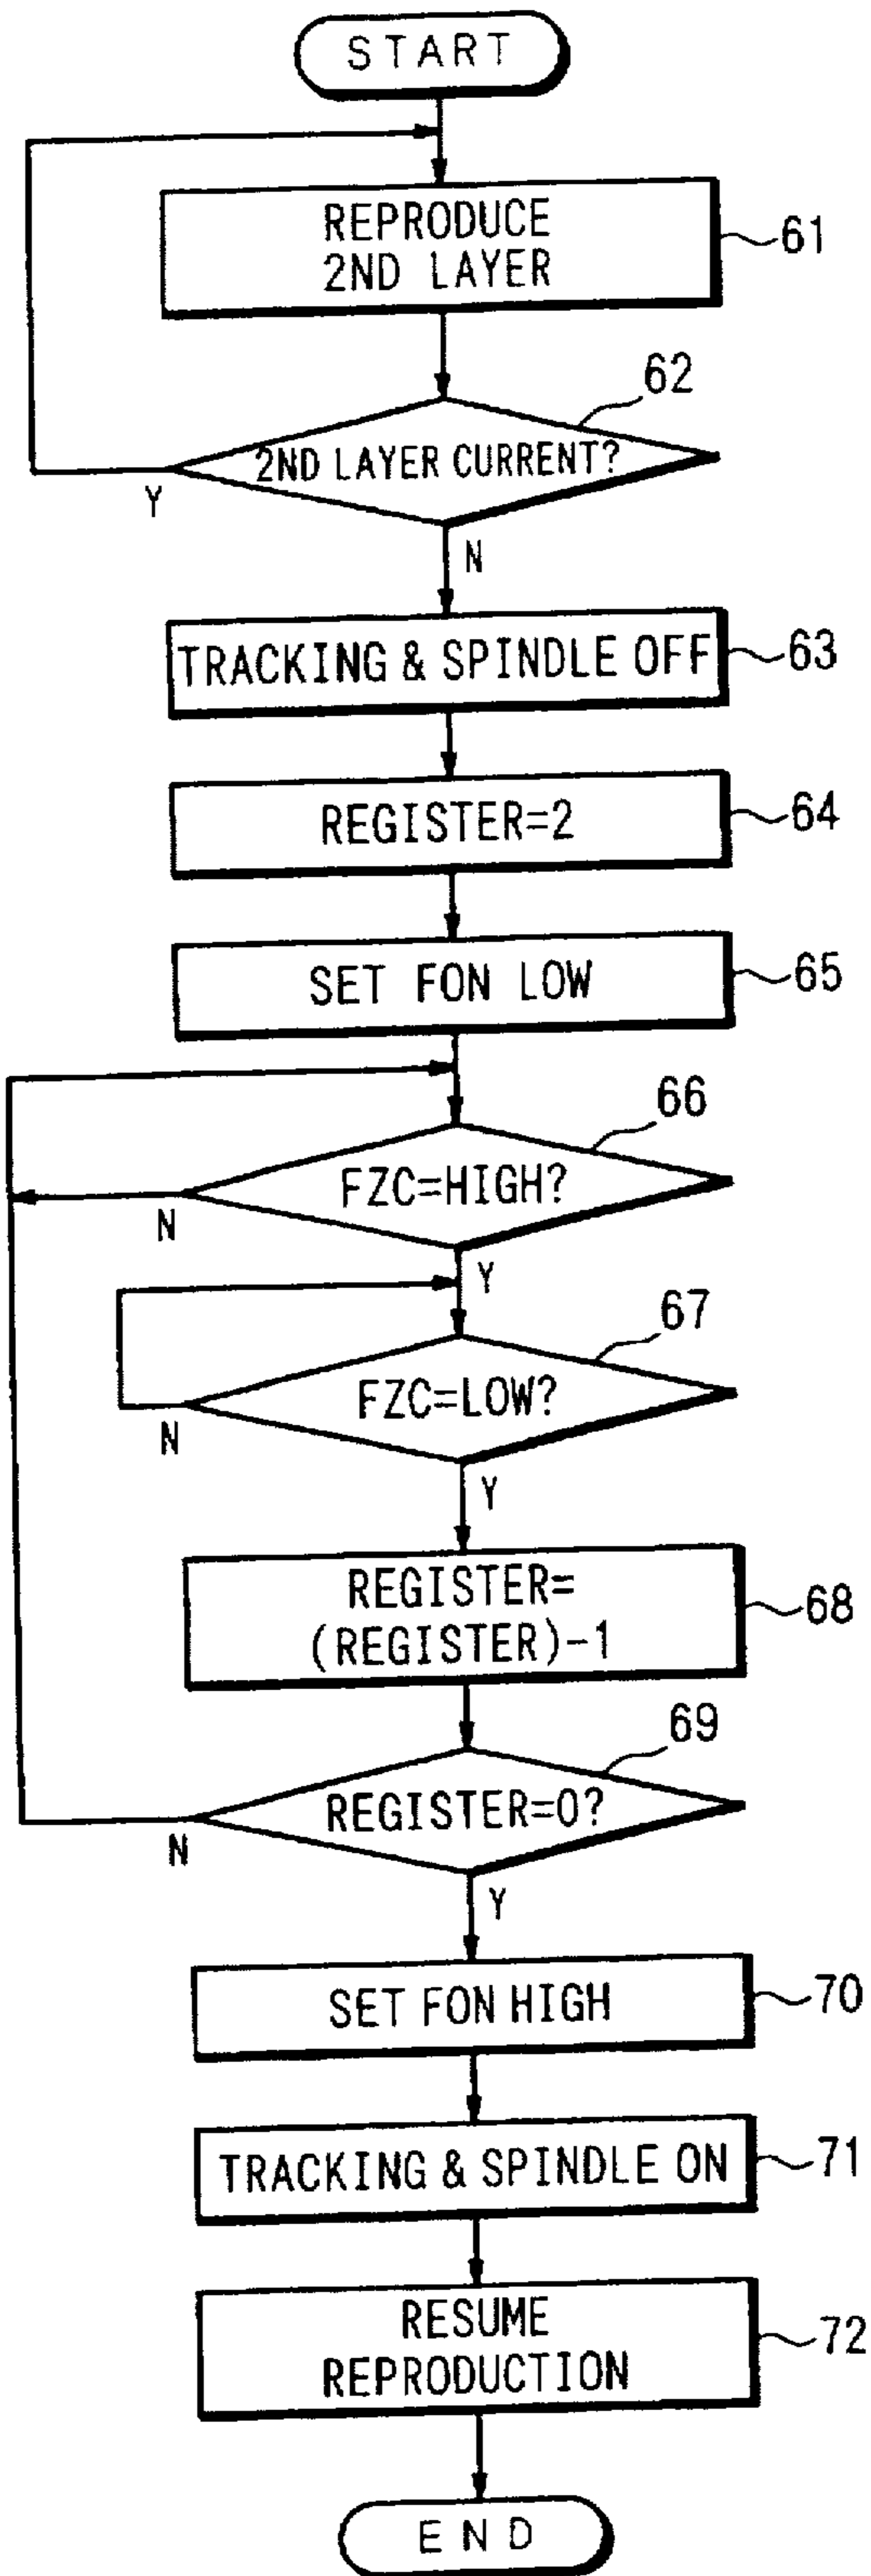 START
REPRODUCE
2ND LAYER
61
62
2ND LAYER CURRENT?
Y
N
TRACKING & SPINDLE OFF
63
REGISTER=2
64
SET FON LOW
65
66
FZC=HIGH?
N
Y
67
FZC=LOW?
N
Y
REGISTER=
(REGISTER)-1
68
69
REGISTER=0?
N
Y
SET FON HIGH
70
TRACKING & SPINDLE ON
71
RESUME
REPRODUCTION
72
END